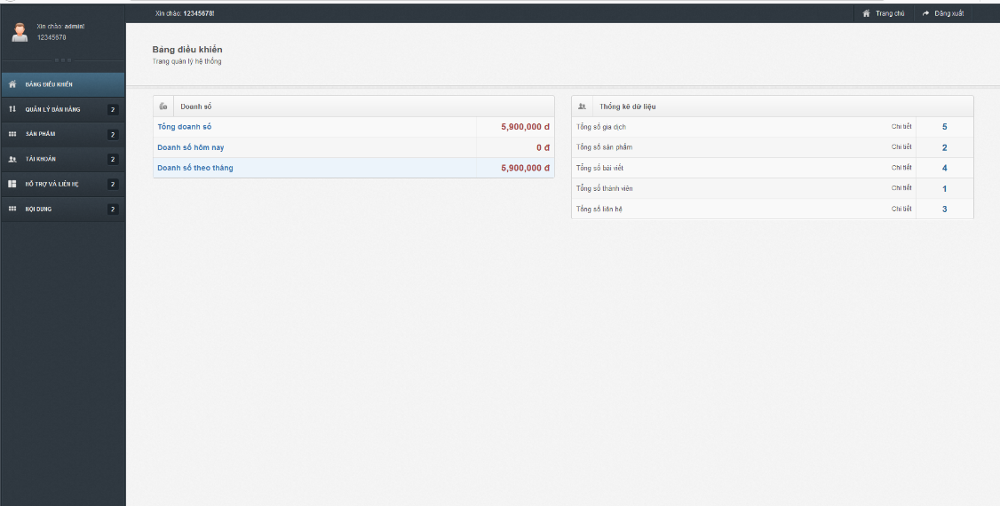 Xin chào: admin!
12345678
BẢNG ĐIỀU KHIỂN
QUẢN LÝ BÁN HÀNG 2
SẢN PHẨM 2
TÀI KHOẢN 2
HỖ TRỢ VÀ LIÊN HỆ 2
NỘI DUNG 2
Xin chào: 12345678!
Trang chủ
Đăng xuất
Bảng điều khiển
Trang quản lý hệ thống
Doanh số
Tổng doanh số 5,900,000 đ
Doanh số hôm nay 0 đ
Doanh số theo tháng 5,900,000 đ
Thống kê dữ liệu
Tổng số gia dịch Chi tiết 5
Tổng số sản phẩm Chi tiết 2
Tổng số bài viết Chi tiết 4
Tổng số thành viên Chi tiết 1
Tổng số liên hệ Chi tiết 3